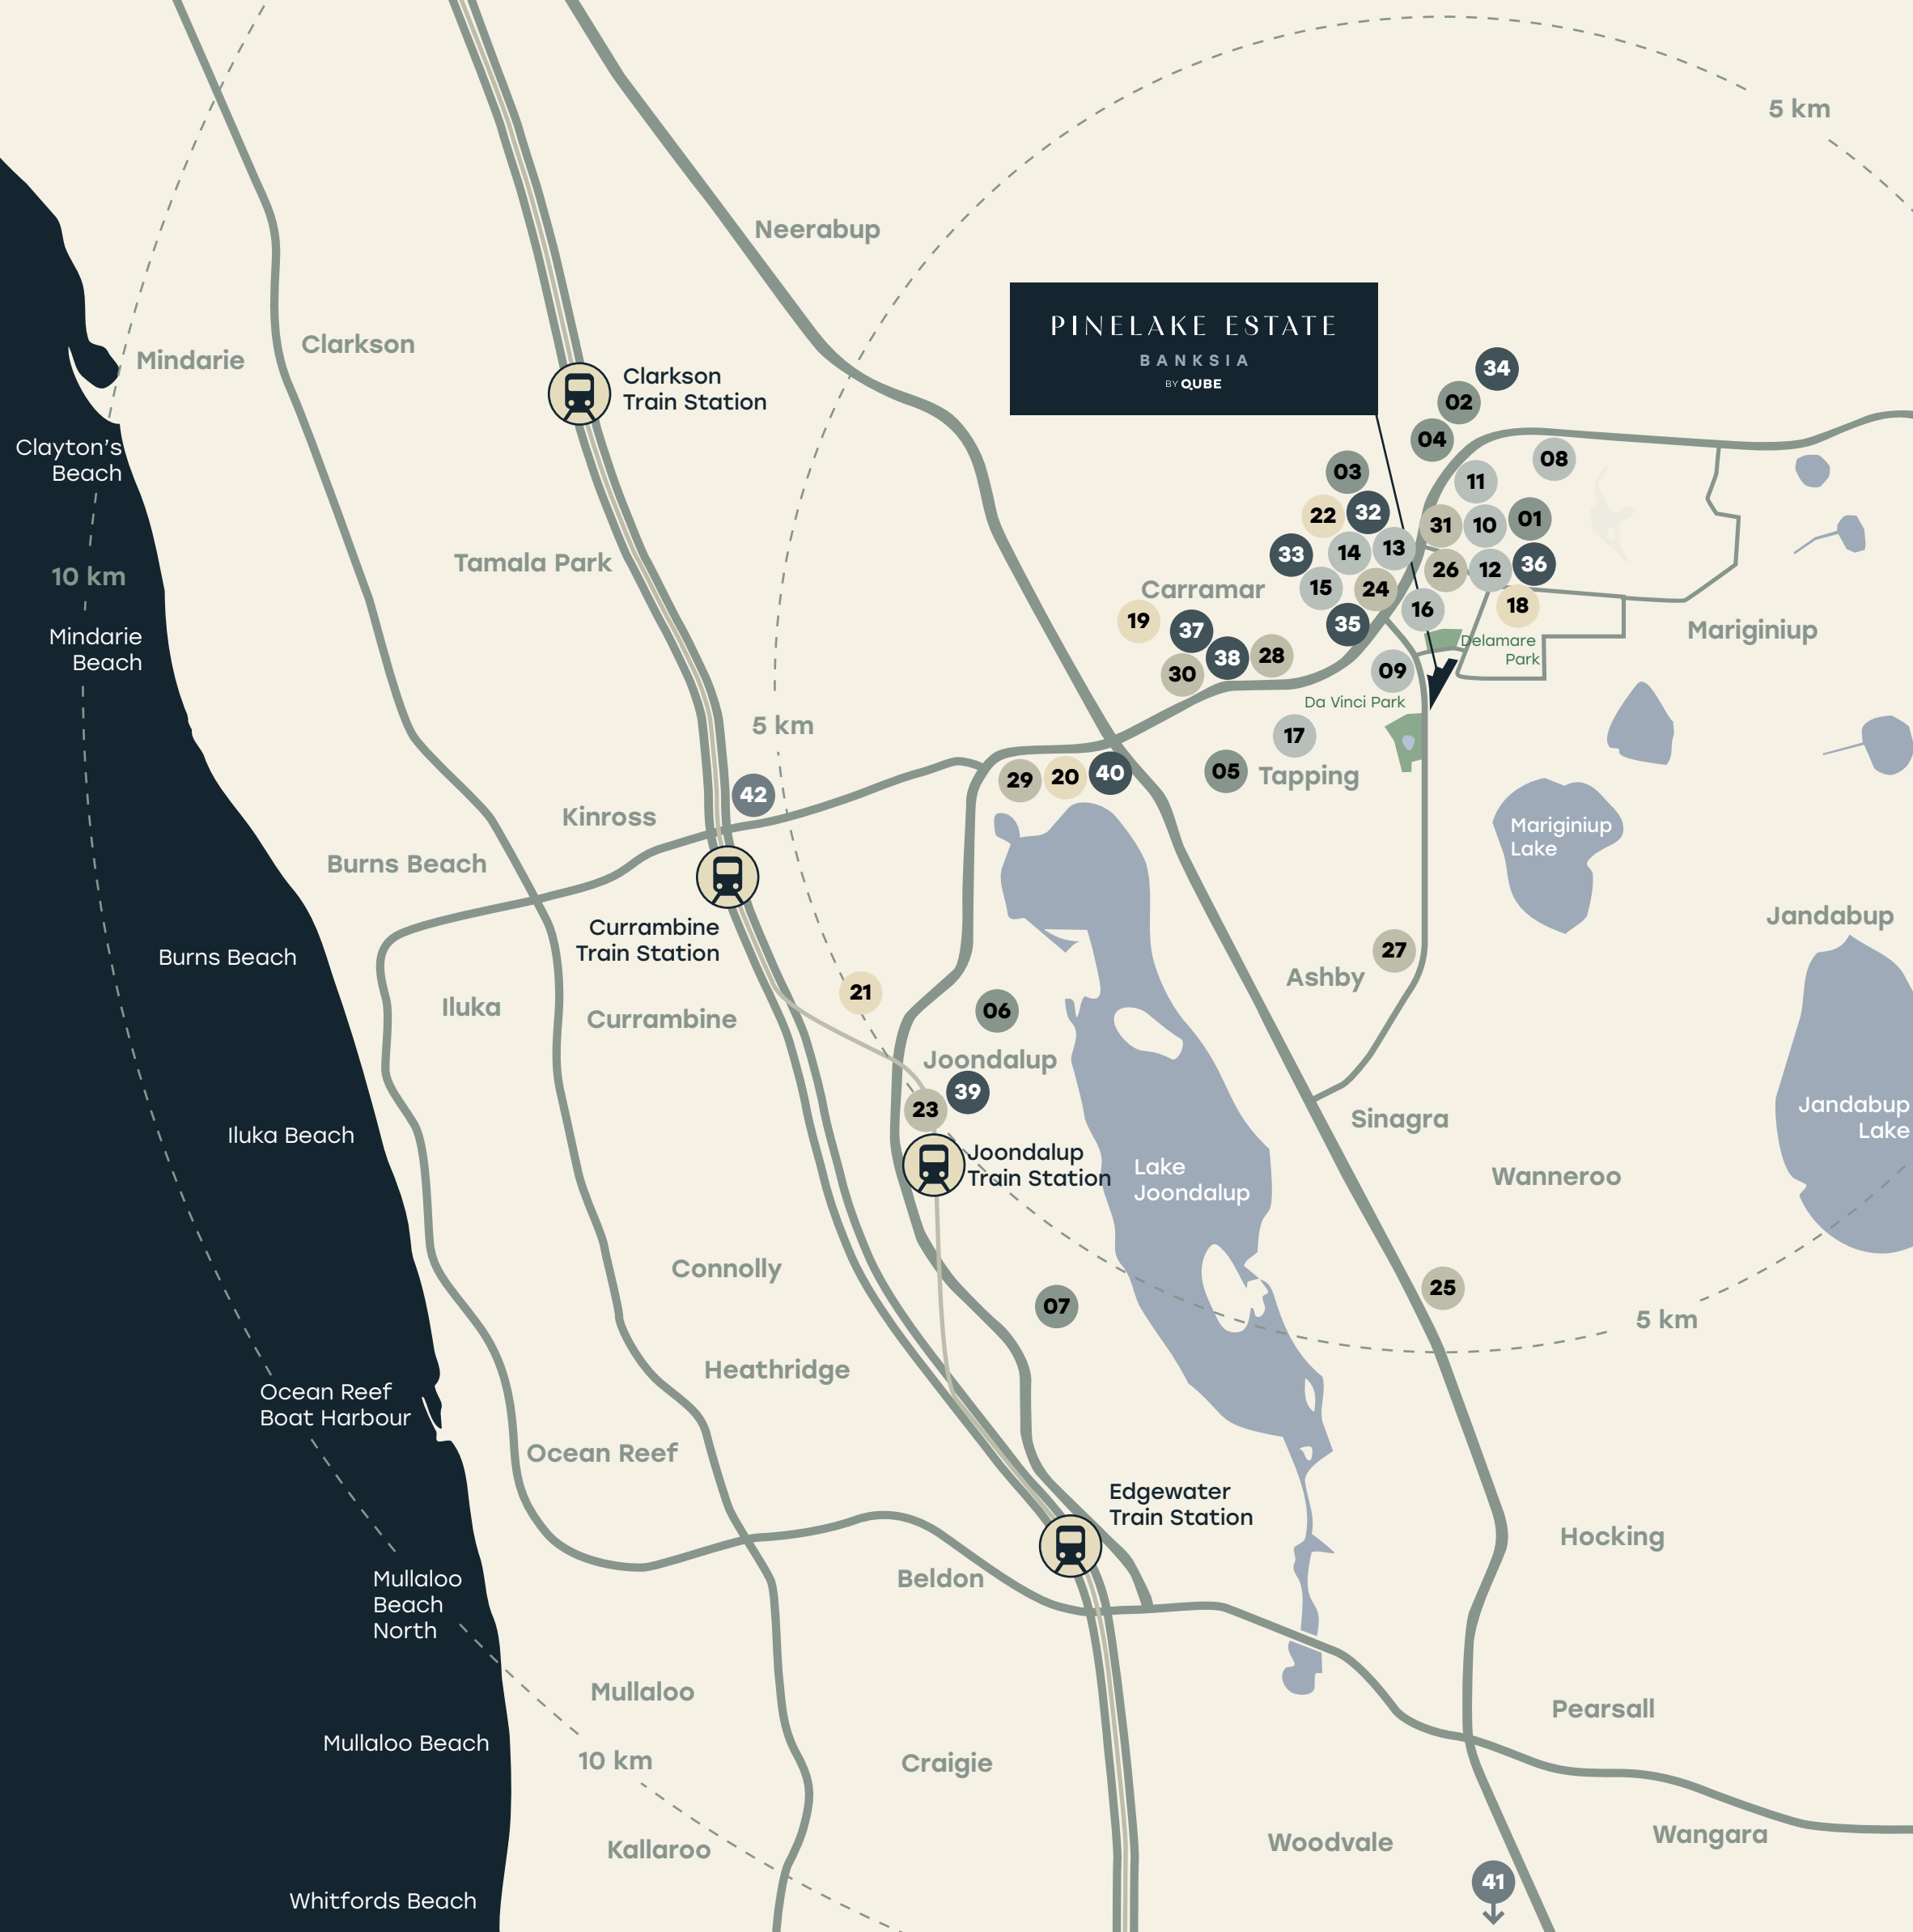 5 km
Neerabup
PINELAKE ESTATE
BANKSIA
BY QUBE
Clarkson
Mindarie
Clarkson
Train Station
34
02
04
Clayton's
Beach
03
08
11
22
32
31
10
01
Tamala Park
33
14
13
10 km
26
12
36
Carramar
15
24
16
18
19
37
35
Mindarie
Beach
Mariginiup
Delamare
Park
38
28
30
09
Da Vinci Park
5 km
17
29
20
40
05
Tapping
42
Kinross
Mariginiup
Lake
Burns Beach
Currambine
Train Station
Jandabup
Burns Beach
27
Ashby
21
Iluka
Currambine
06
Joondalup
39
23
Jandabup
Lake
Sinagra
Iluka Beach
Joondalup
Train Station
Lake
Joondalup
Wanneroo
Connolly
25
07
5 km
Heathridge
Ocean Reef
Boat Harbour
Ocean Reef
Edgewater
Train Station
Hocking
Beldon
Mullaloo
Beach
North
Mullaloo
Pearsall
Mullaloo Beach
10 km
Craigie
Wangara
Woodvale
Kallaroo
41
Whitfords Beach